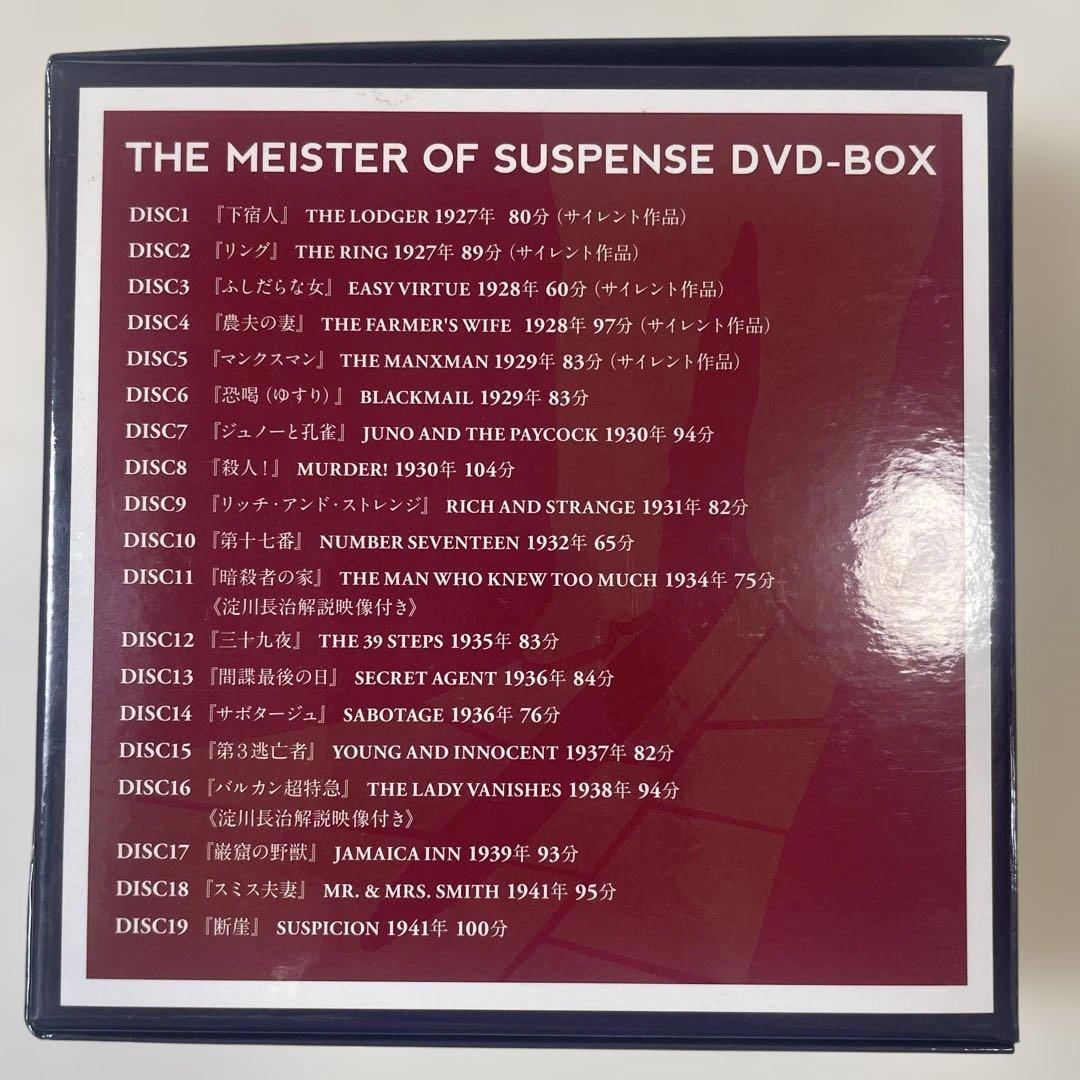 THE MEISTER OF SUSPENSE DVD-BOX
DISC1 『下宿人』 THE LODGER 1927年 80分（サイレント作品）
DISC2 『リング』 THE RING 1927年 89分（サイレント作品）
DISC3 『ふしだらな女』 EASY VIRTUE 1928年 60分（サイレント作品）
DISC4 『農夫の妻』 THE FARMER'S WIFE 1928年 97分（サイレント作品）
DISC5 『マンクスマン』 THE MANXMAN 1929年 83分（サイレント作品）
DISC6 『恐喝（ゆすり）』 BLACKMAIL 1929年 83分
DISC7 『ジュノーと孔雀』 JUNO AND THE PAYCOCK 1930年 94分
DISC8 『殺人！』 MURDER! 1930年 104分
DISC9 『リッチ・アンド・ストレンジ』 RICH AND STRANGE 1931年 82分
DISC10 『第十七番』 NUMBER SEVENTEEN 1932年 65分
DISC11 『暗殺者の家』 THE MAN WHO KNEW TOO MUCH 1934年 75分
《淀川長治解説映像付き》
DISC12 『三十九夜』 THE 39 STEPS 1935年 83分
DISC13 『間諜最後の日』 SECRET AGENT 1936年 84分
DISC14 『サボタージュ』 SABOTAGE 1936年 76分
DISC15 『第３逃亡者』 YOUNG AND INNOCENT 1937年 82分
DISC16 『バルカン超特急』 THE LADY VANISHES 1938年 94分
《淀川長治解説映像付き》
DISC17 『巌窟の野獣』 JAMAICA INN 1939年 93分
DISC18 『スミス夫妻』 MR. & MRS. SMITH 1941年 95分
DISC19 『断崖』 SUSPICION 1941年 100分